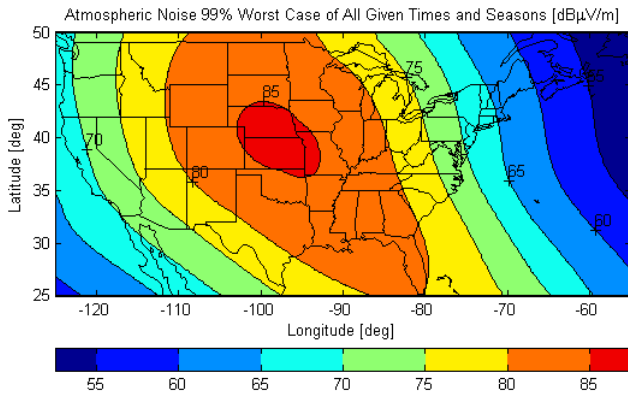 Atmospheric Noise 99% Worst Case of All Given Times and Seasons [dBµV/m]
50
45
40
35
30
25
Latitude [deg]
85
75
55
70
80
65
60
-120 -110 -100 -90 -80 -70 -60
Longitude [deg]
55 60 65 70 75 80 85